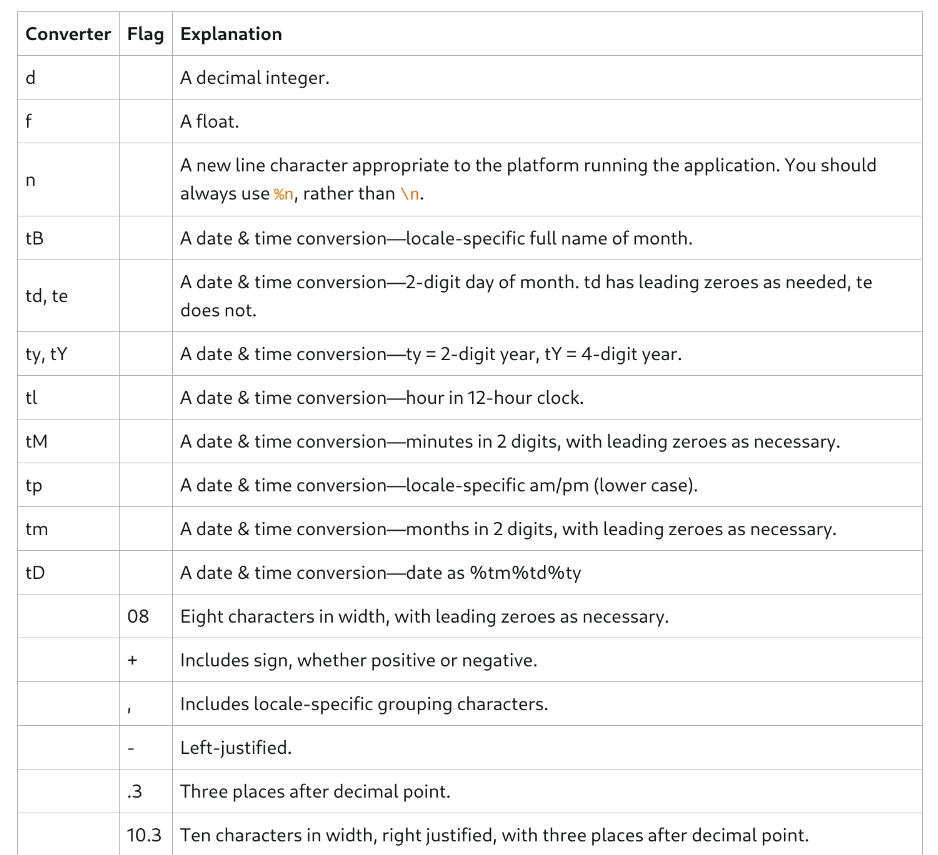 Converter Flag Explanation
d A decimal integer.
f A float.
n A new line character appropriate to the platform running the application. You should
always use %n, rather than \n.
tB A date & time conversion—locale-specific full name of month.
td, te A date & time conversion—2-digit day of month. td has leading zeroes as needed, te
does not.
ty, tY A date & time conversion—ty = 2-digit year, tY = 4-digit year.
tl A date & time conversion—hour in 12-hour clock.
tM A date & time conversion—minutes in 2 digits, with leading zeroes as necessary.
tp A date & time conversion—locale-specific am/pm (lower case).
tm A date & time conversion—months in 2 digits, with leading zeroes as necessary.
tD A date & time conversion—date as %tm%td%ty
08 Eight characters in width, with leading zeroes as necessary.
+ Includes sign, whether positive or negative.
, Includes locale-specific grouping characters.
- Left-justified.
.3 Three places after decimal point.
10.3 Ten characters in width, right justified, with three places after decimal point.